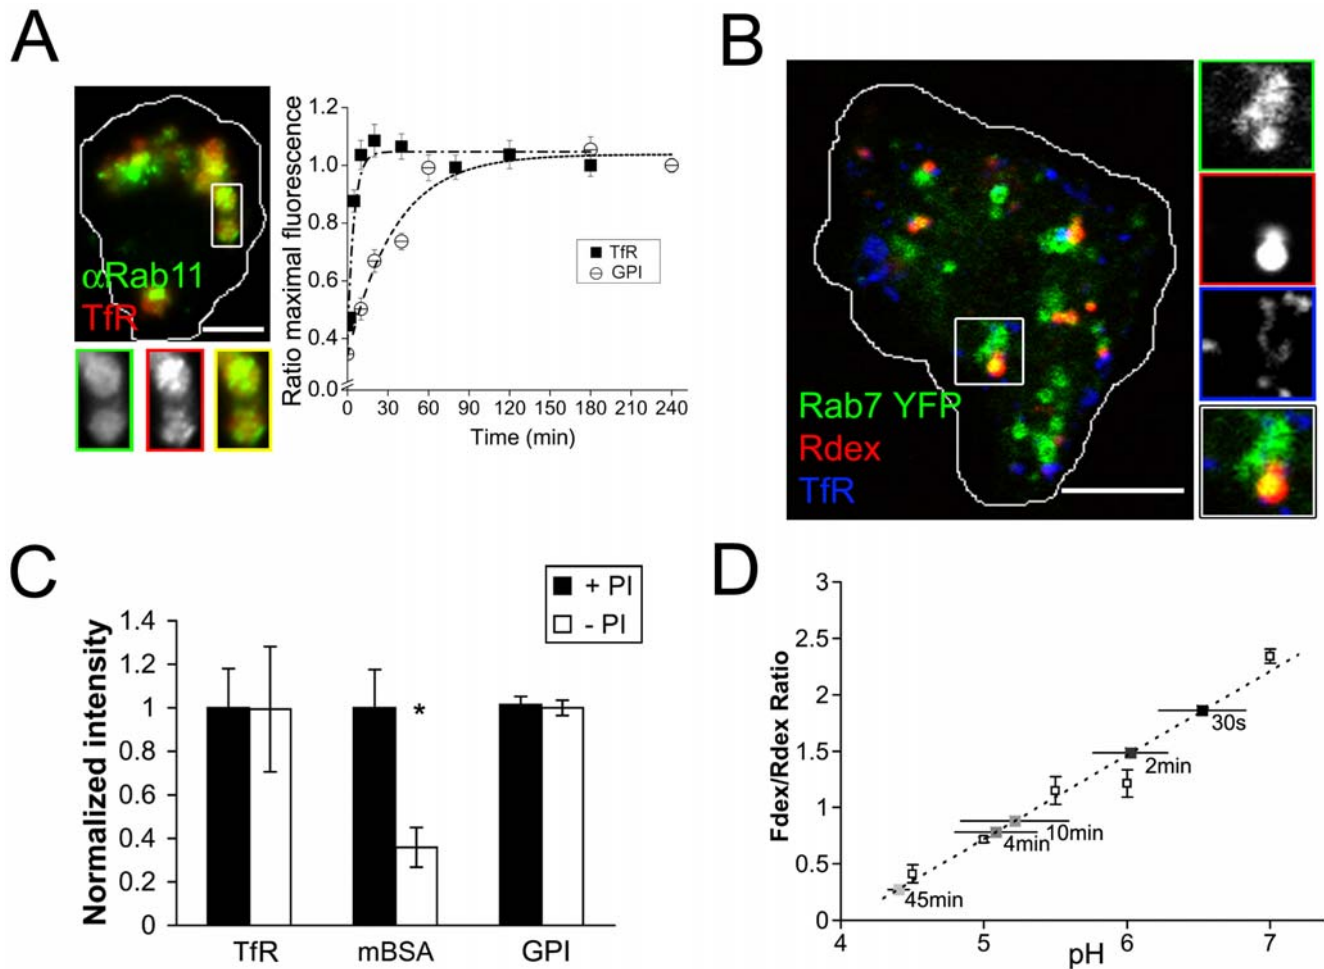 A
αRab11
TfR
Ratio maximal fluorescence
1.2
1.0
0.8
0.6
0.4
0.0
TfR
GPI
0 30 60 90 120 150 180 210 240
Time (min)
B
Rab7 YFP
Rdex
TfR
C
+ PI
- PI
Normalized intensity
1.4
1.2
1
0.8
0.6
0.4
0.2
0
*
TfR mBSA GPI
D
Fdex/Rdex Ratio
3
2.5
2
1.5
1
0.5
0
30s
2min
10min
4min
45min
4 5 6 7
pH